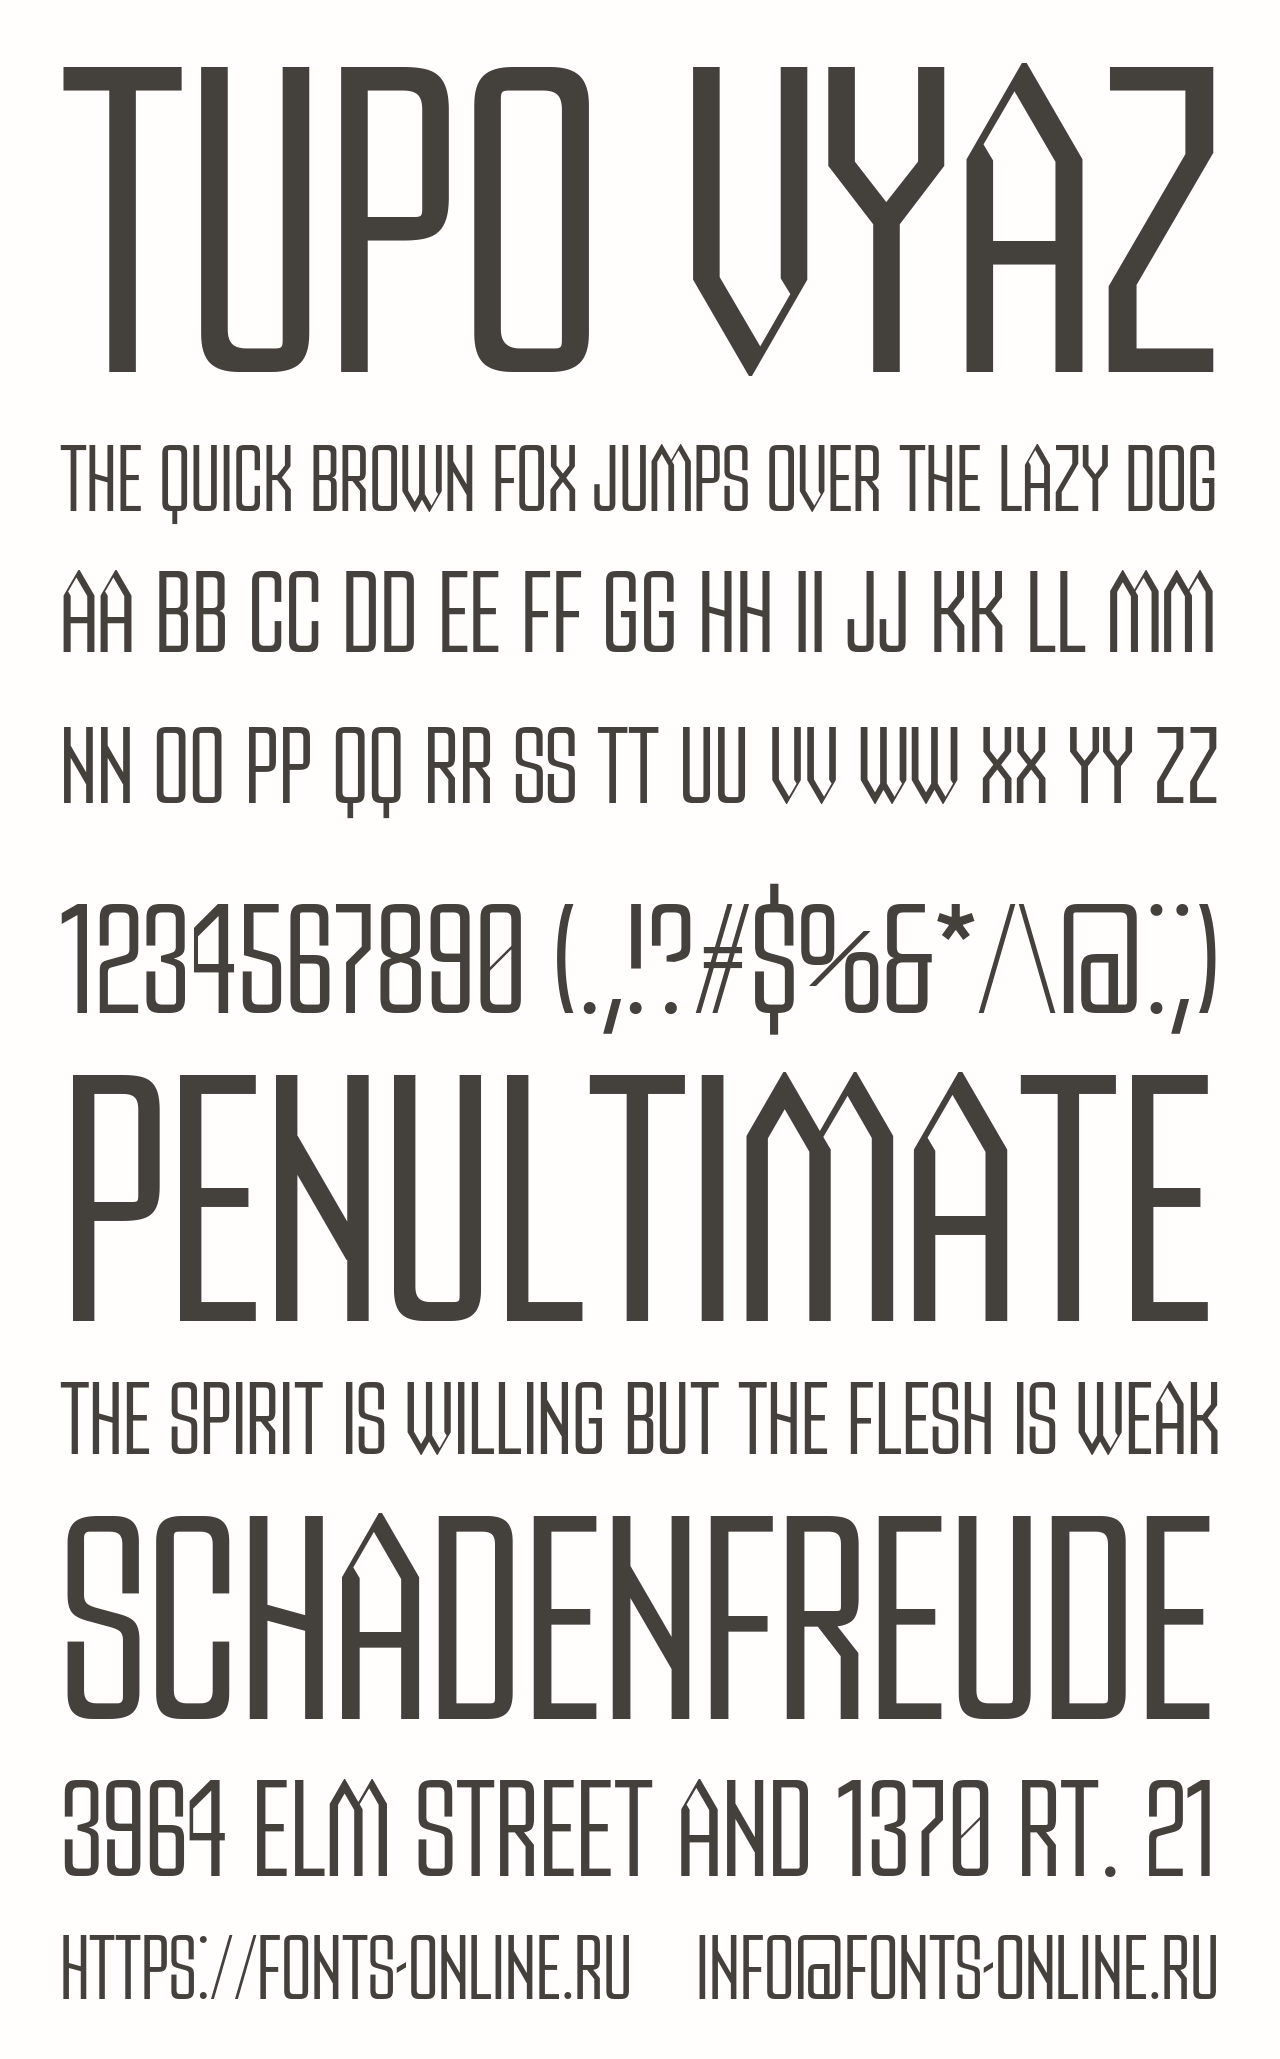 TUPO VYAZ
THE QUICK BROWN FOX JUMPS OVER THE LAZY DOG
AA BB CC DD EE FF GG HH II JJ KK LL MM
NN OO PP QQ RR SS TT UU VV WW XX YY ZZ
1234567890 (.,!?#$%&*/\@:;)
PENULTIMATE
THE SPIRIT IS WILLING BUT THE FLESH IS WEAK
SCHADENFREUDE
3964 ELM STREET AND 1370 RT. 21
HTTPS://FONTS-ONLINE.RU INFO@FONTS-ONLINE.RU